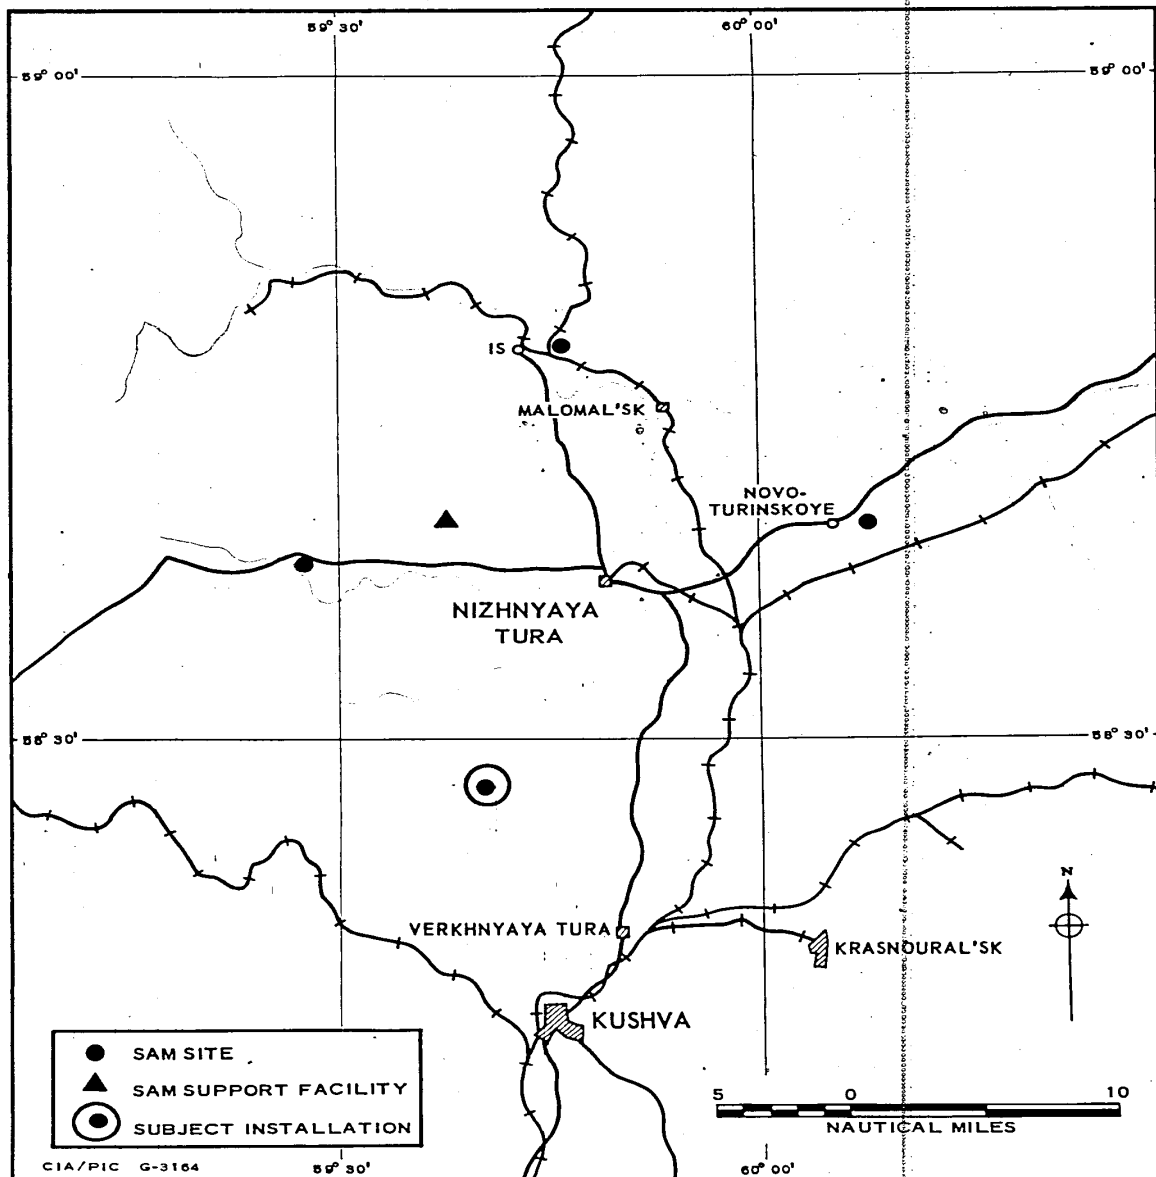 59° 30'
60° 00'
59° 00'
59° 00'
IS
MALOMAL'SK
NOVO-
TURINSKOYE
NIZHNYAYA
TURA
58° 30'
58° 30'
N
VERKHNYAYA TURA
KRASNOURAL'SK
KUSHVA
SAM SITE
SAM SUPPORT FACILITY
SUBJECT INSTALLATION
5 0 10
NAUTICAL MILES
CIA/PIC G-3164
59° 30'
60° 00'